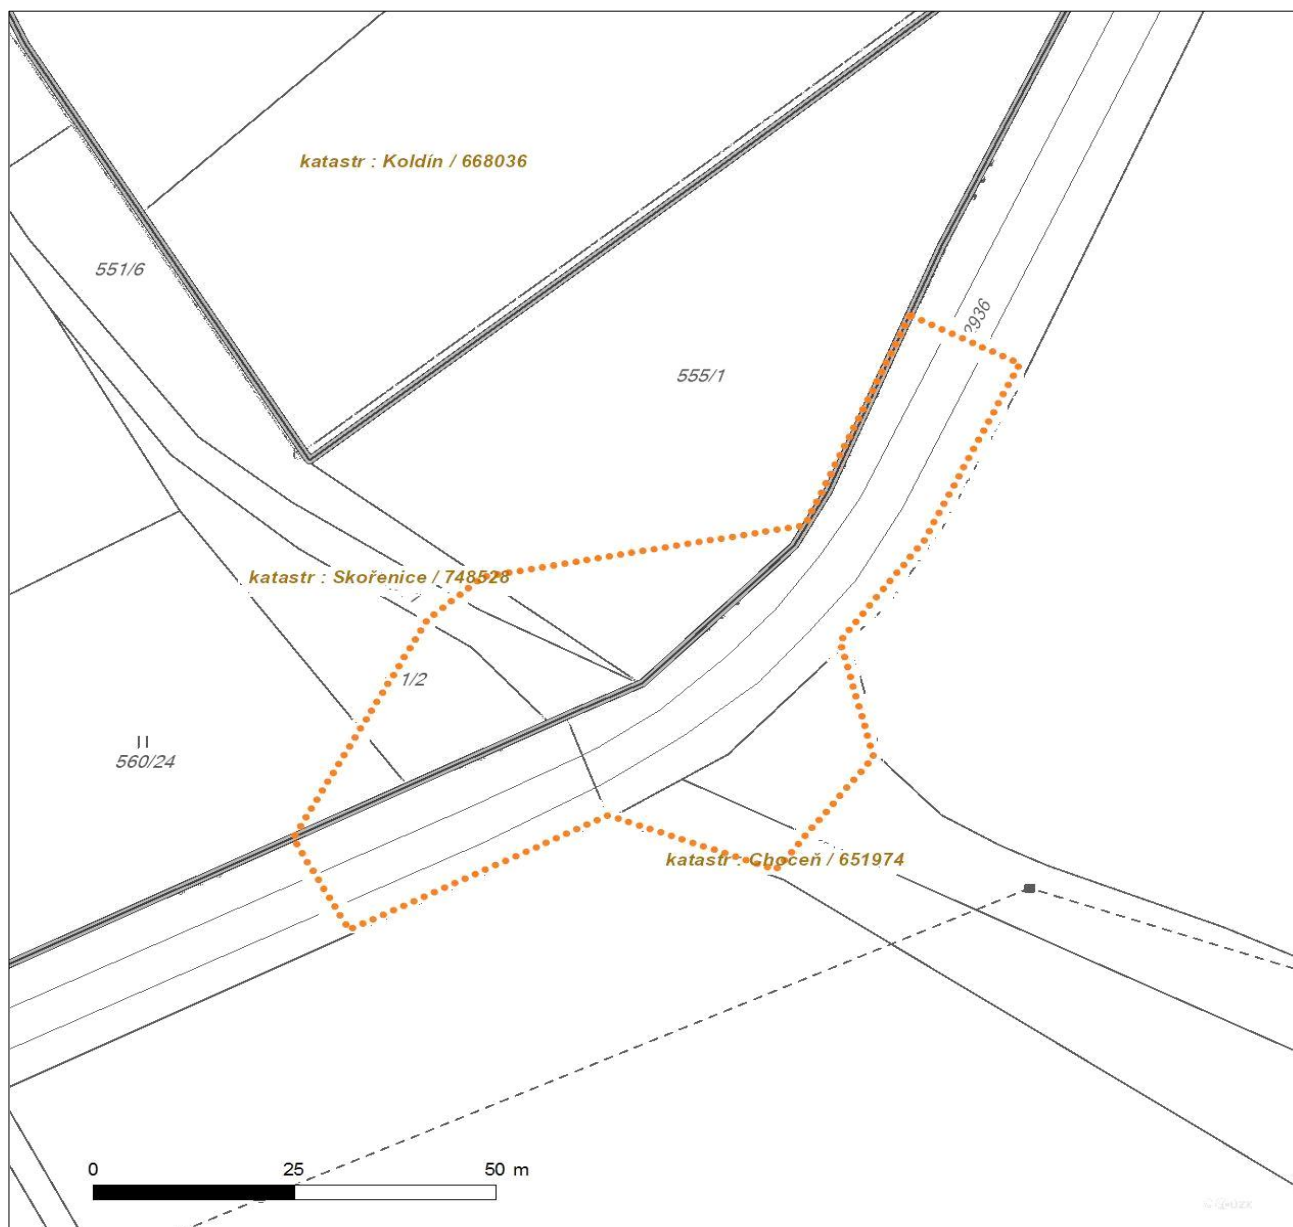 katastr : Koldín / 668036
551/6
2936
555/1
katastr : Skořenice / 748528
1/2
560/24
katastr : Choceň / 651974
0 25 50 m